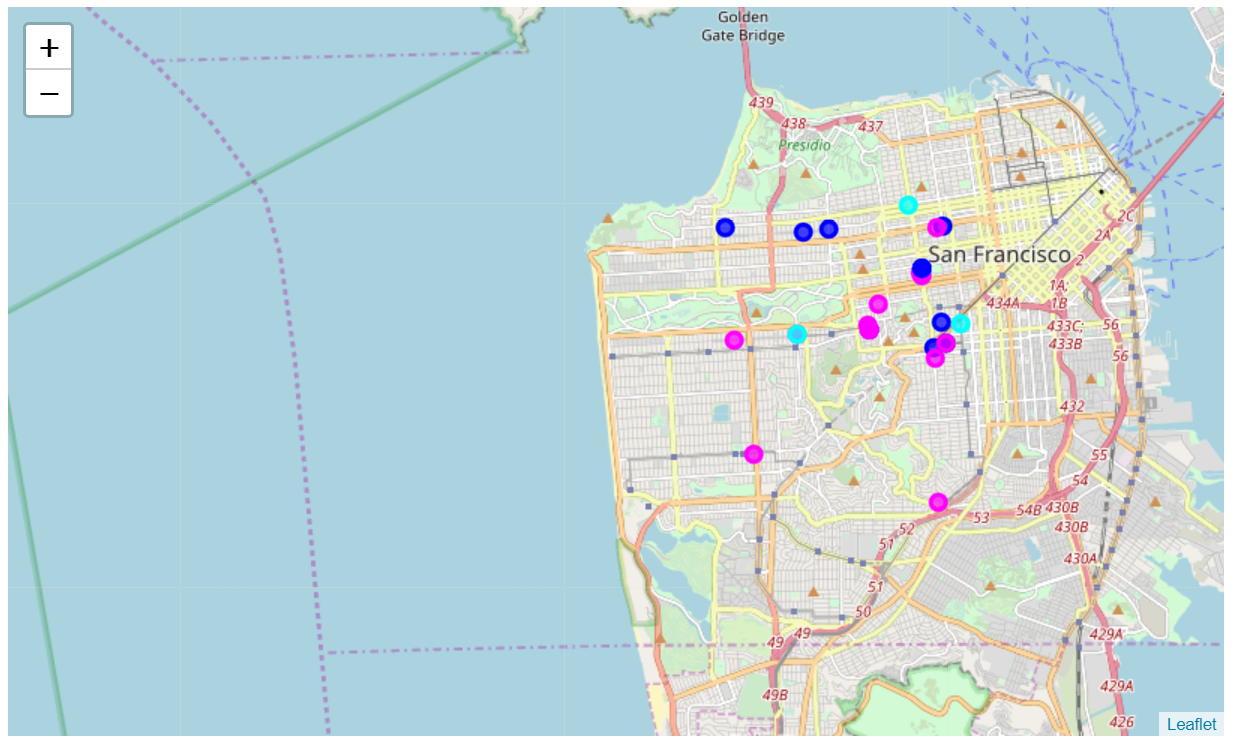 +
−
Golden
Gate Bridge
439
438
437
Presidio
2C
2A
2
San Francisco
1A;
1B
434A
433C;
433B
56
56
432
55
54
54B
430B
430B
53
52
51
51
50
430A
49
49
429A
49B
429A
426
Leaflet